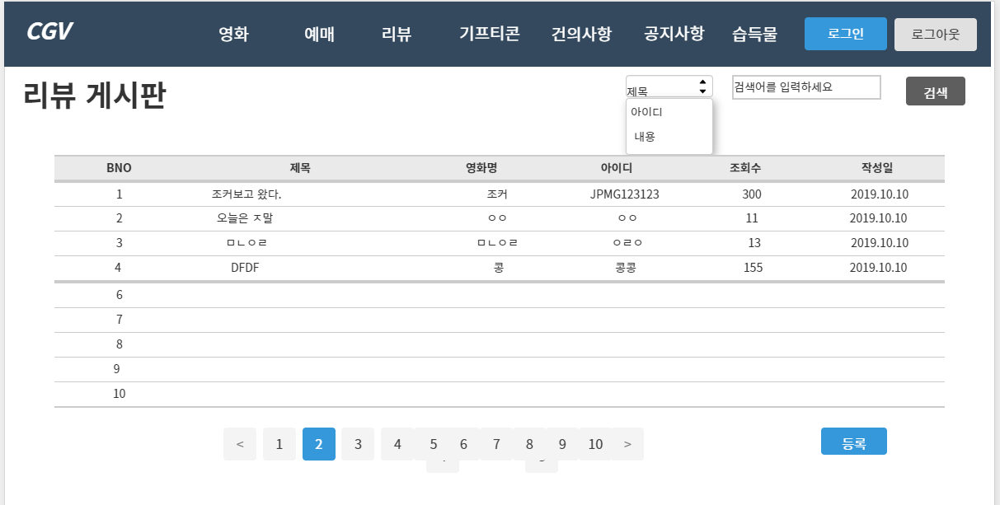 CGV 영화 예매 리뷰 기프티콘 건의사항 공지사항 습득물 로그인 로그아웃
리뷰 게시판
제목 검색어를 입력하세요 검색
아이디
내용
BNO 제목 영화명 아이디 조회수 작성일
1 조커보고 왔다. 조커 JPMG123123 300 2019.10.10
2 오늘은 ㅈ말 ㅇㅇ ㅇㅇ 11 2019.10.10
3 ㅁㄴㅇㄹ ㅁㄴㅇㄹ ㅇㄹㅇ 13 2019.10.10
4 DFDF 콩 콩콩 155 2019.10.10
6
7
8
9
10
< 1 2 3 4 5 6 7 8 9 10 > 등록